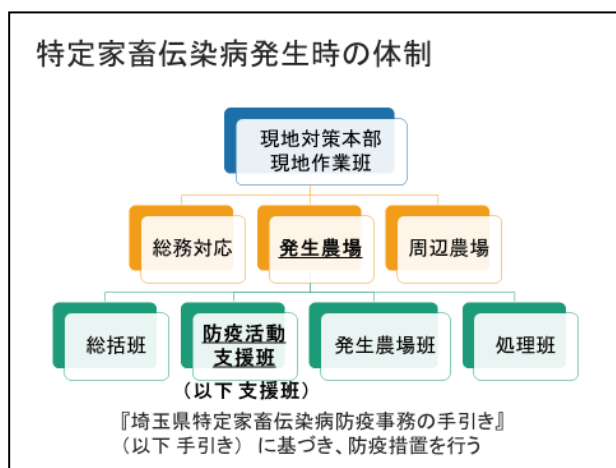 特定家畜伝染病発生時の体制
現地対策本部
現地作業班
総務対応
発生農場
周辺農場
総括班
防疫活動
支援班
発生農場班
処理班
（以下 支援班）
『埼玉県特定家畜伝染病防疫事務の手引き』
（以下 手引き） に基づき、防疫措置を行う